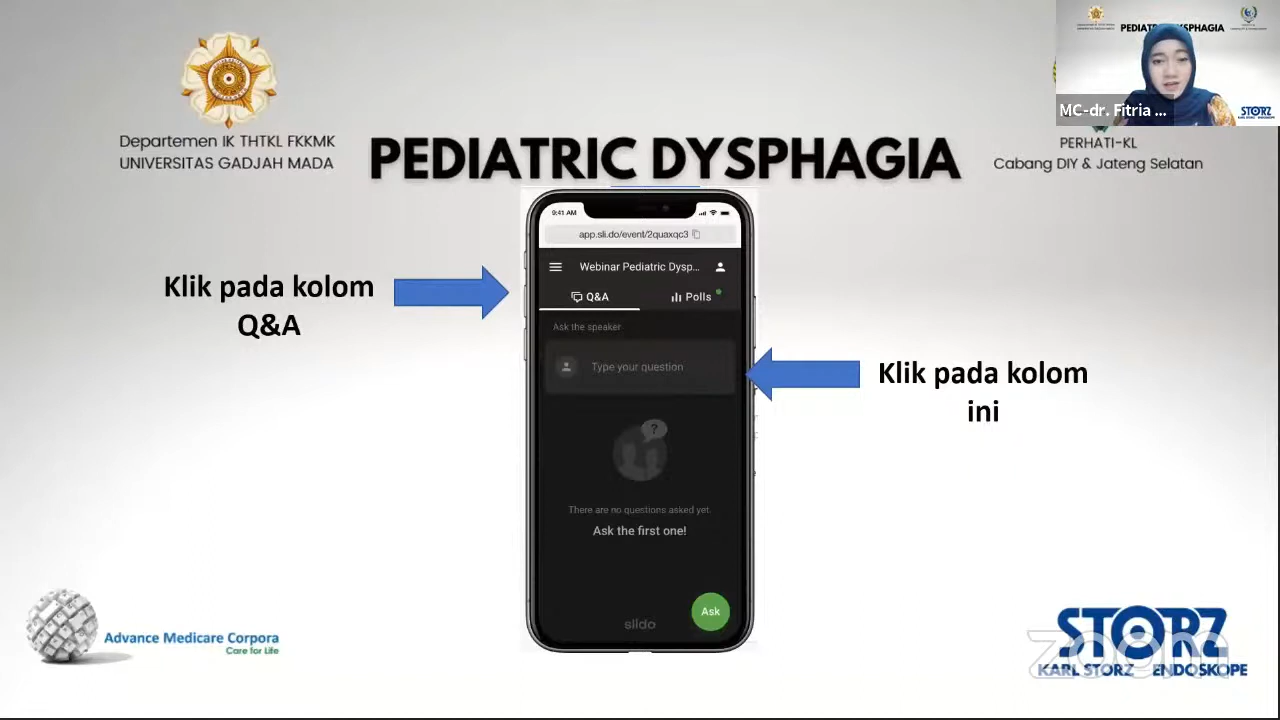 Departemen IK THTKL FKKMK
UNIVERSITAS GADJAH MADA
PEDIATRIC DYSPHAGIA
STORZ
MC-dr. Fitria ...
PERHATI-KL
Cabang DIY & Jateng Selatan
9:41 AM
app.sli.do/event/2quaxqc3
Webinar Pediatric Dysp...
Q&A
Polls
Klik pada kolom
Q&A
Ask the speaker
Type your question
Klik pada kolom
ini
?
There are no questions asked yet.
Ask the first one!
Ask
slido
Advance Medicare Corpora
Care for Life
STORZ
KARL STORZ ENDOSKOPE
zoom